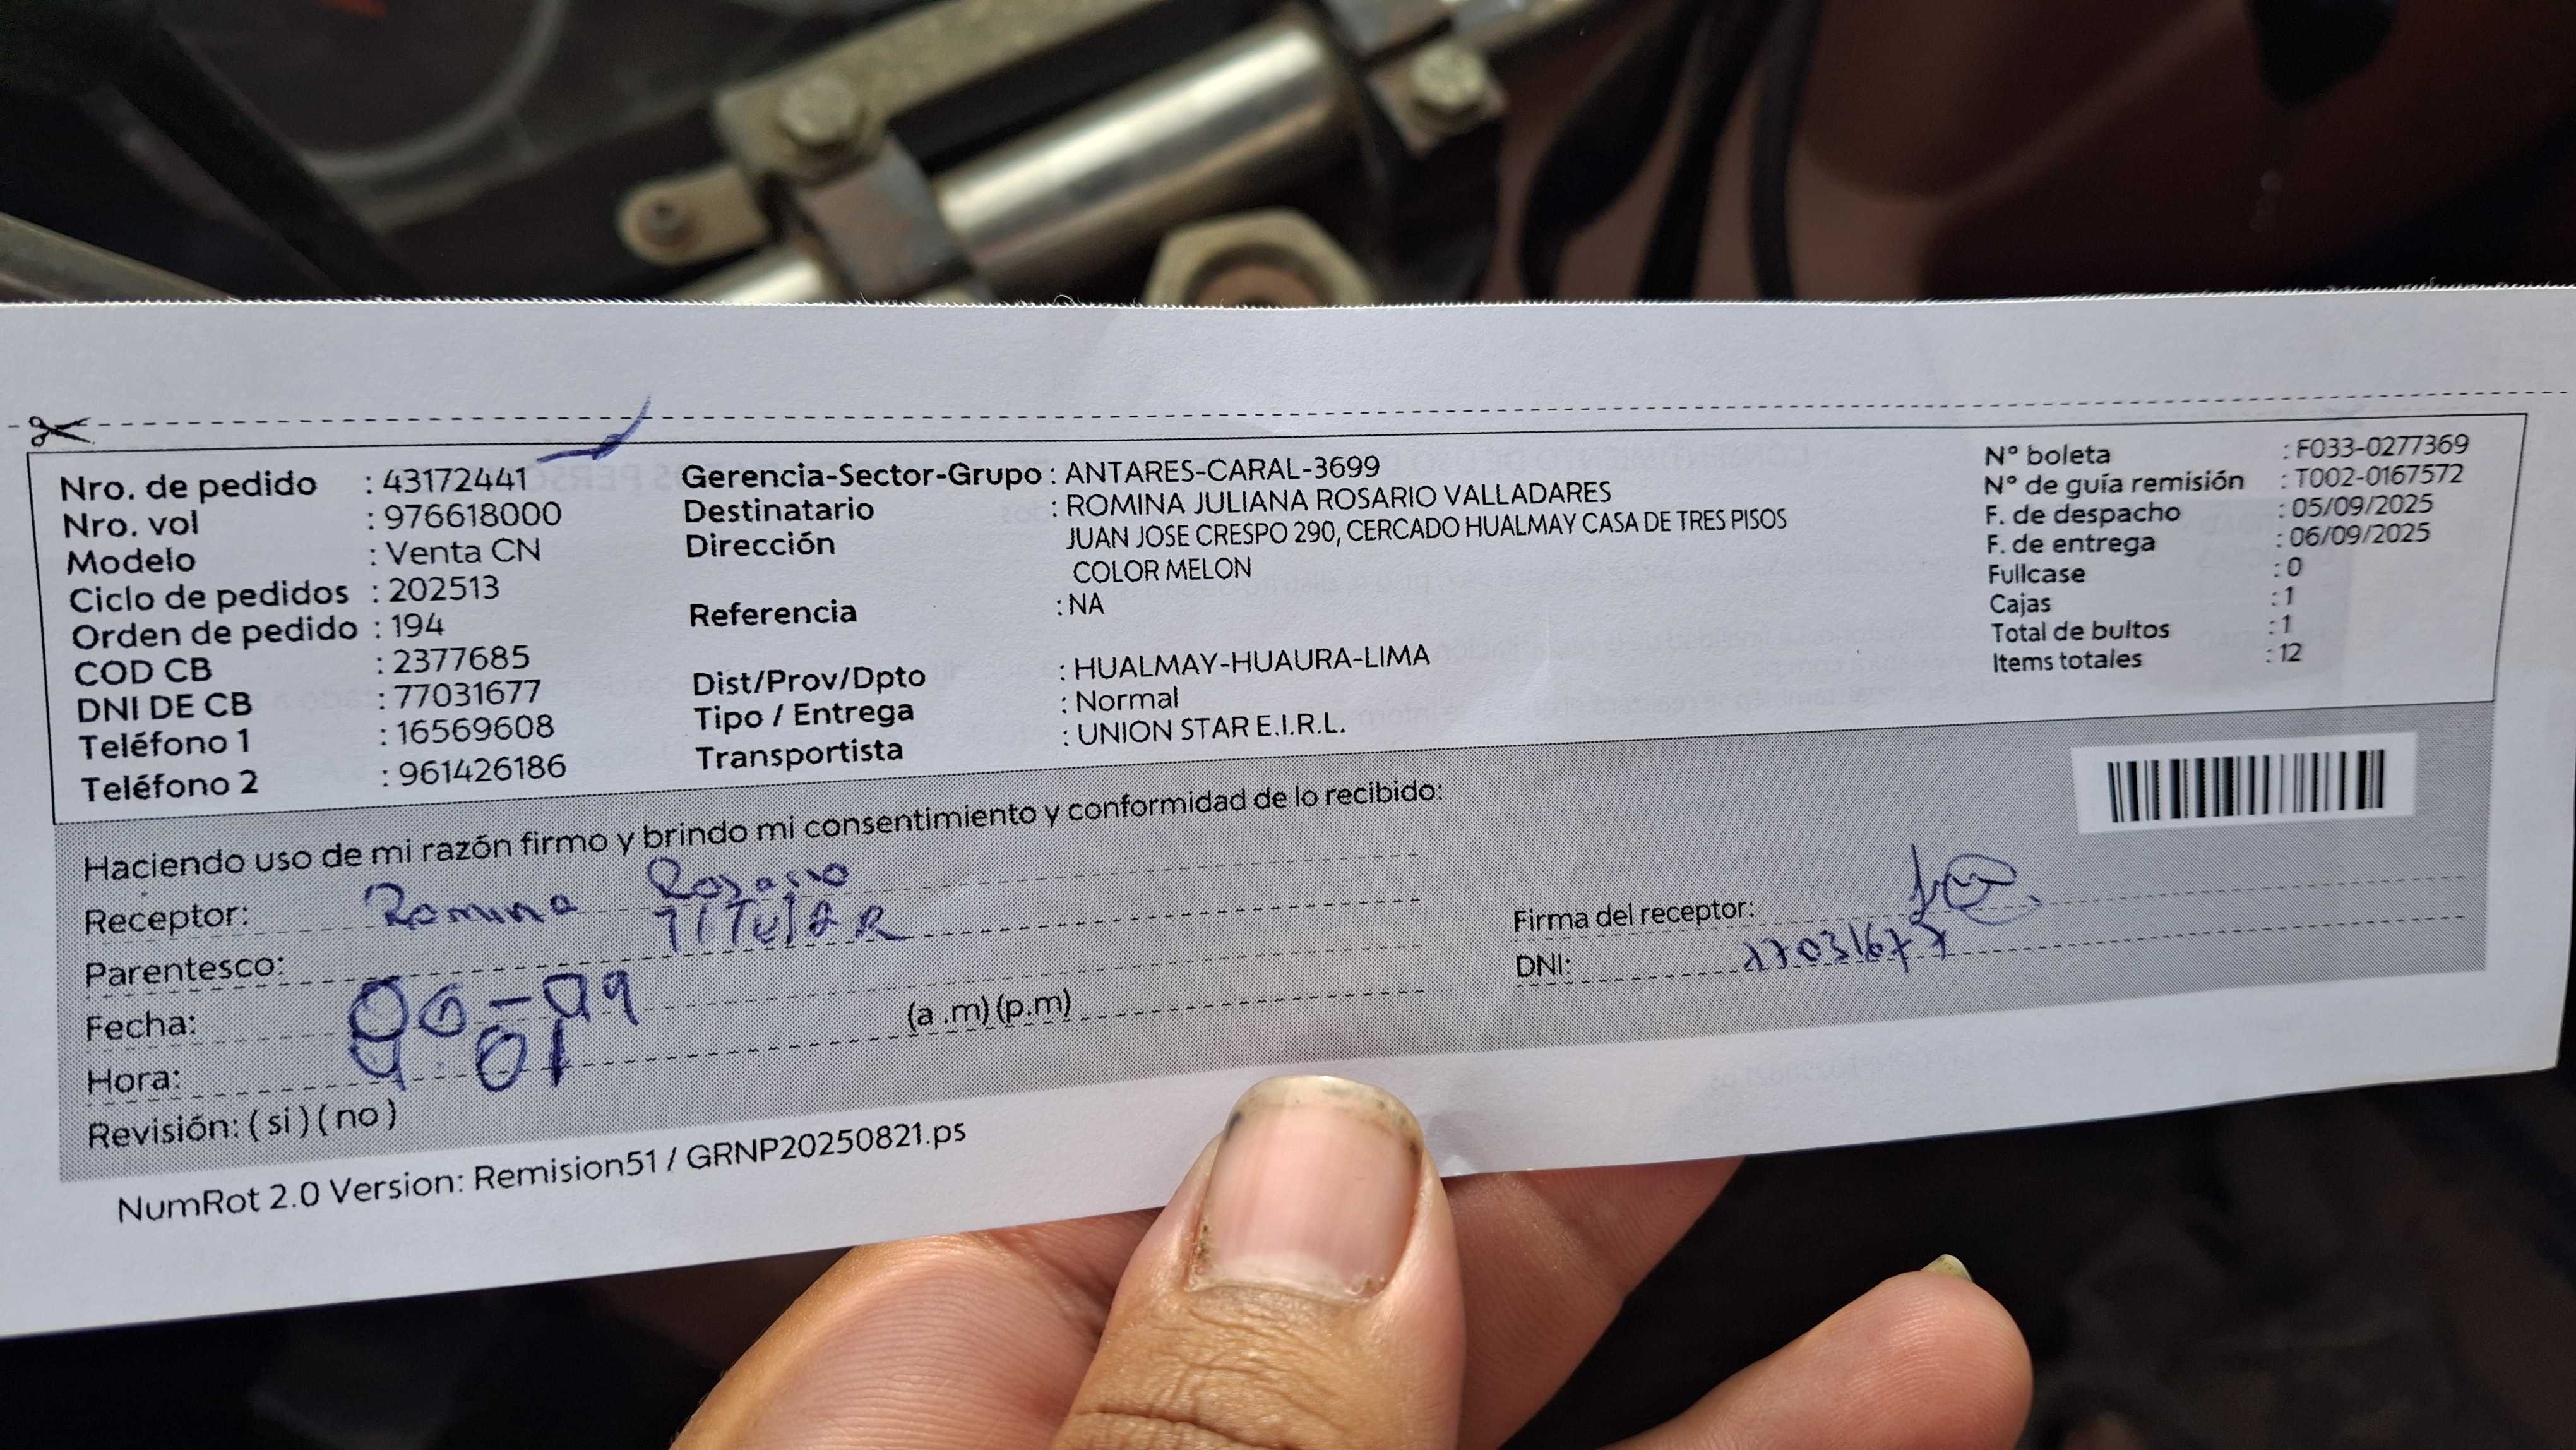 Nro. de pedido : 43172441
Nro. vol : 976618000
Modelo : Venta CN
Ciclo de pedidos : 202513
Orden de pedido : 194
COD CB : 2377685
DNI DE CB : 77031677
Teléfono 1 : 16569608
Teléfono 2 : 961426186
Gerencia-Sector-Grupo : ANTARES-CARAL-3699
Destinatario : ROMINA JULIANA ROSARIO VALLADARES
Dirección JUAN JOSE CRESPO 290, CERCADO HUALMAY CASA DE TRES PISOS
COLOR MELON
Referencia : NA
Dist/Prov/Dpto : HUALMAY-HUAURA-LIMA
Tipo / Entrega : Normal
Transportista : UNION STAR E.I.R.L.
N° boleta : F033-0277369
N° de guía remisión : T002-0167572
F. de despacho : 05/09/2025
F. de entrega : 06/09/2025
Fullcase : 0
Cajas : 1
Total de bultos : 1
Items totales : 12
Haciendo uso de mi razón firmo y brindo mi consentimiento y conformidad de lo recibido:
Receptor: Romina Rosario
Parentesco: TITulaR
Fecha: 06-09
Hora: 9:01 (a .m) (p.m)
Revisión: ( si ) ( no )
Firma del receptor:
DNI: 77031677
NumRot 2.0 Version: Remision51 / GRNP20250821.ps